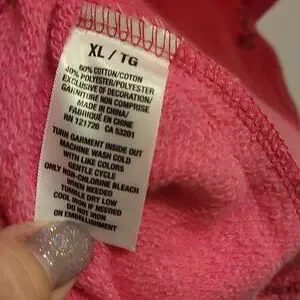 XL / TG
60% COTTON/COTON
40% POLYESTER/POLYESTER
EXCLUSIVE OF DECORATION/
GARNITURE NON COMPRISE
MADE IN CHINA/
FABRIQUE EN CHINE
RN 121726 CA 53201
TURN GARMENT INSIDE OUT
MACHINE WASH COLD
WITH LIKE COLORS
GENTLE CYCLE
ONLY NON-CHLORINE BLEACH
WHEN NEEDED
TUMBLE DRY LOW
COOL IRON IF NEEDED
DO NOT IRON
ON EMBELLISHMENT